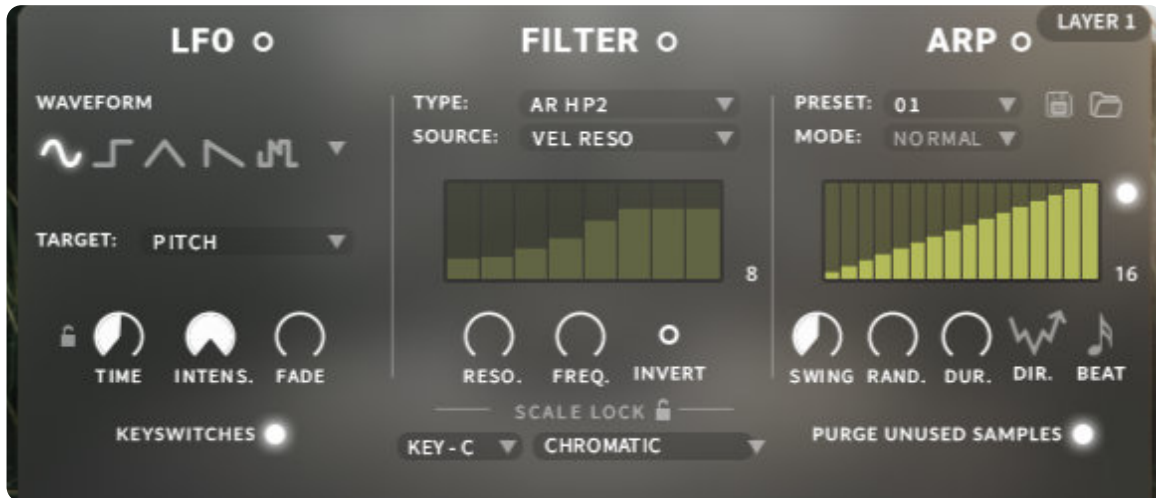 LAYER 1
LFO
WAVEFORM
TARGET: PITCH
TIME INTENS. FADE
KEYSWITCHES
FILTER
TYPE: AR HP2
SOURCE: VEL RESO
8
RESO. FREQ. INVERT
SCALE LOCK
KEY - C CHROMATIC
ARP
PRESET: 01
MODE: NORMAL
16
SWING RAND. DUR. DIR. BEAT
PURGE UNUSED SAMPLES